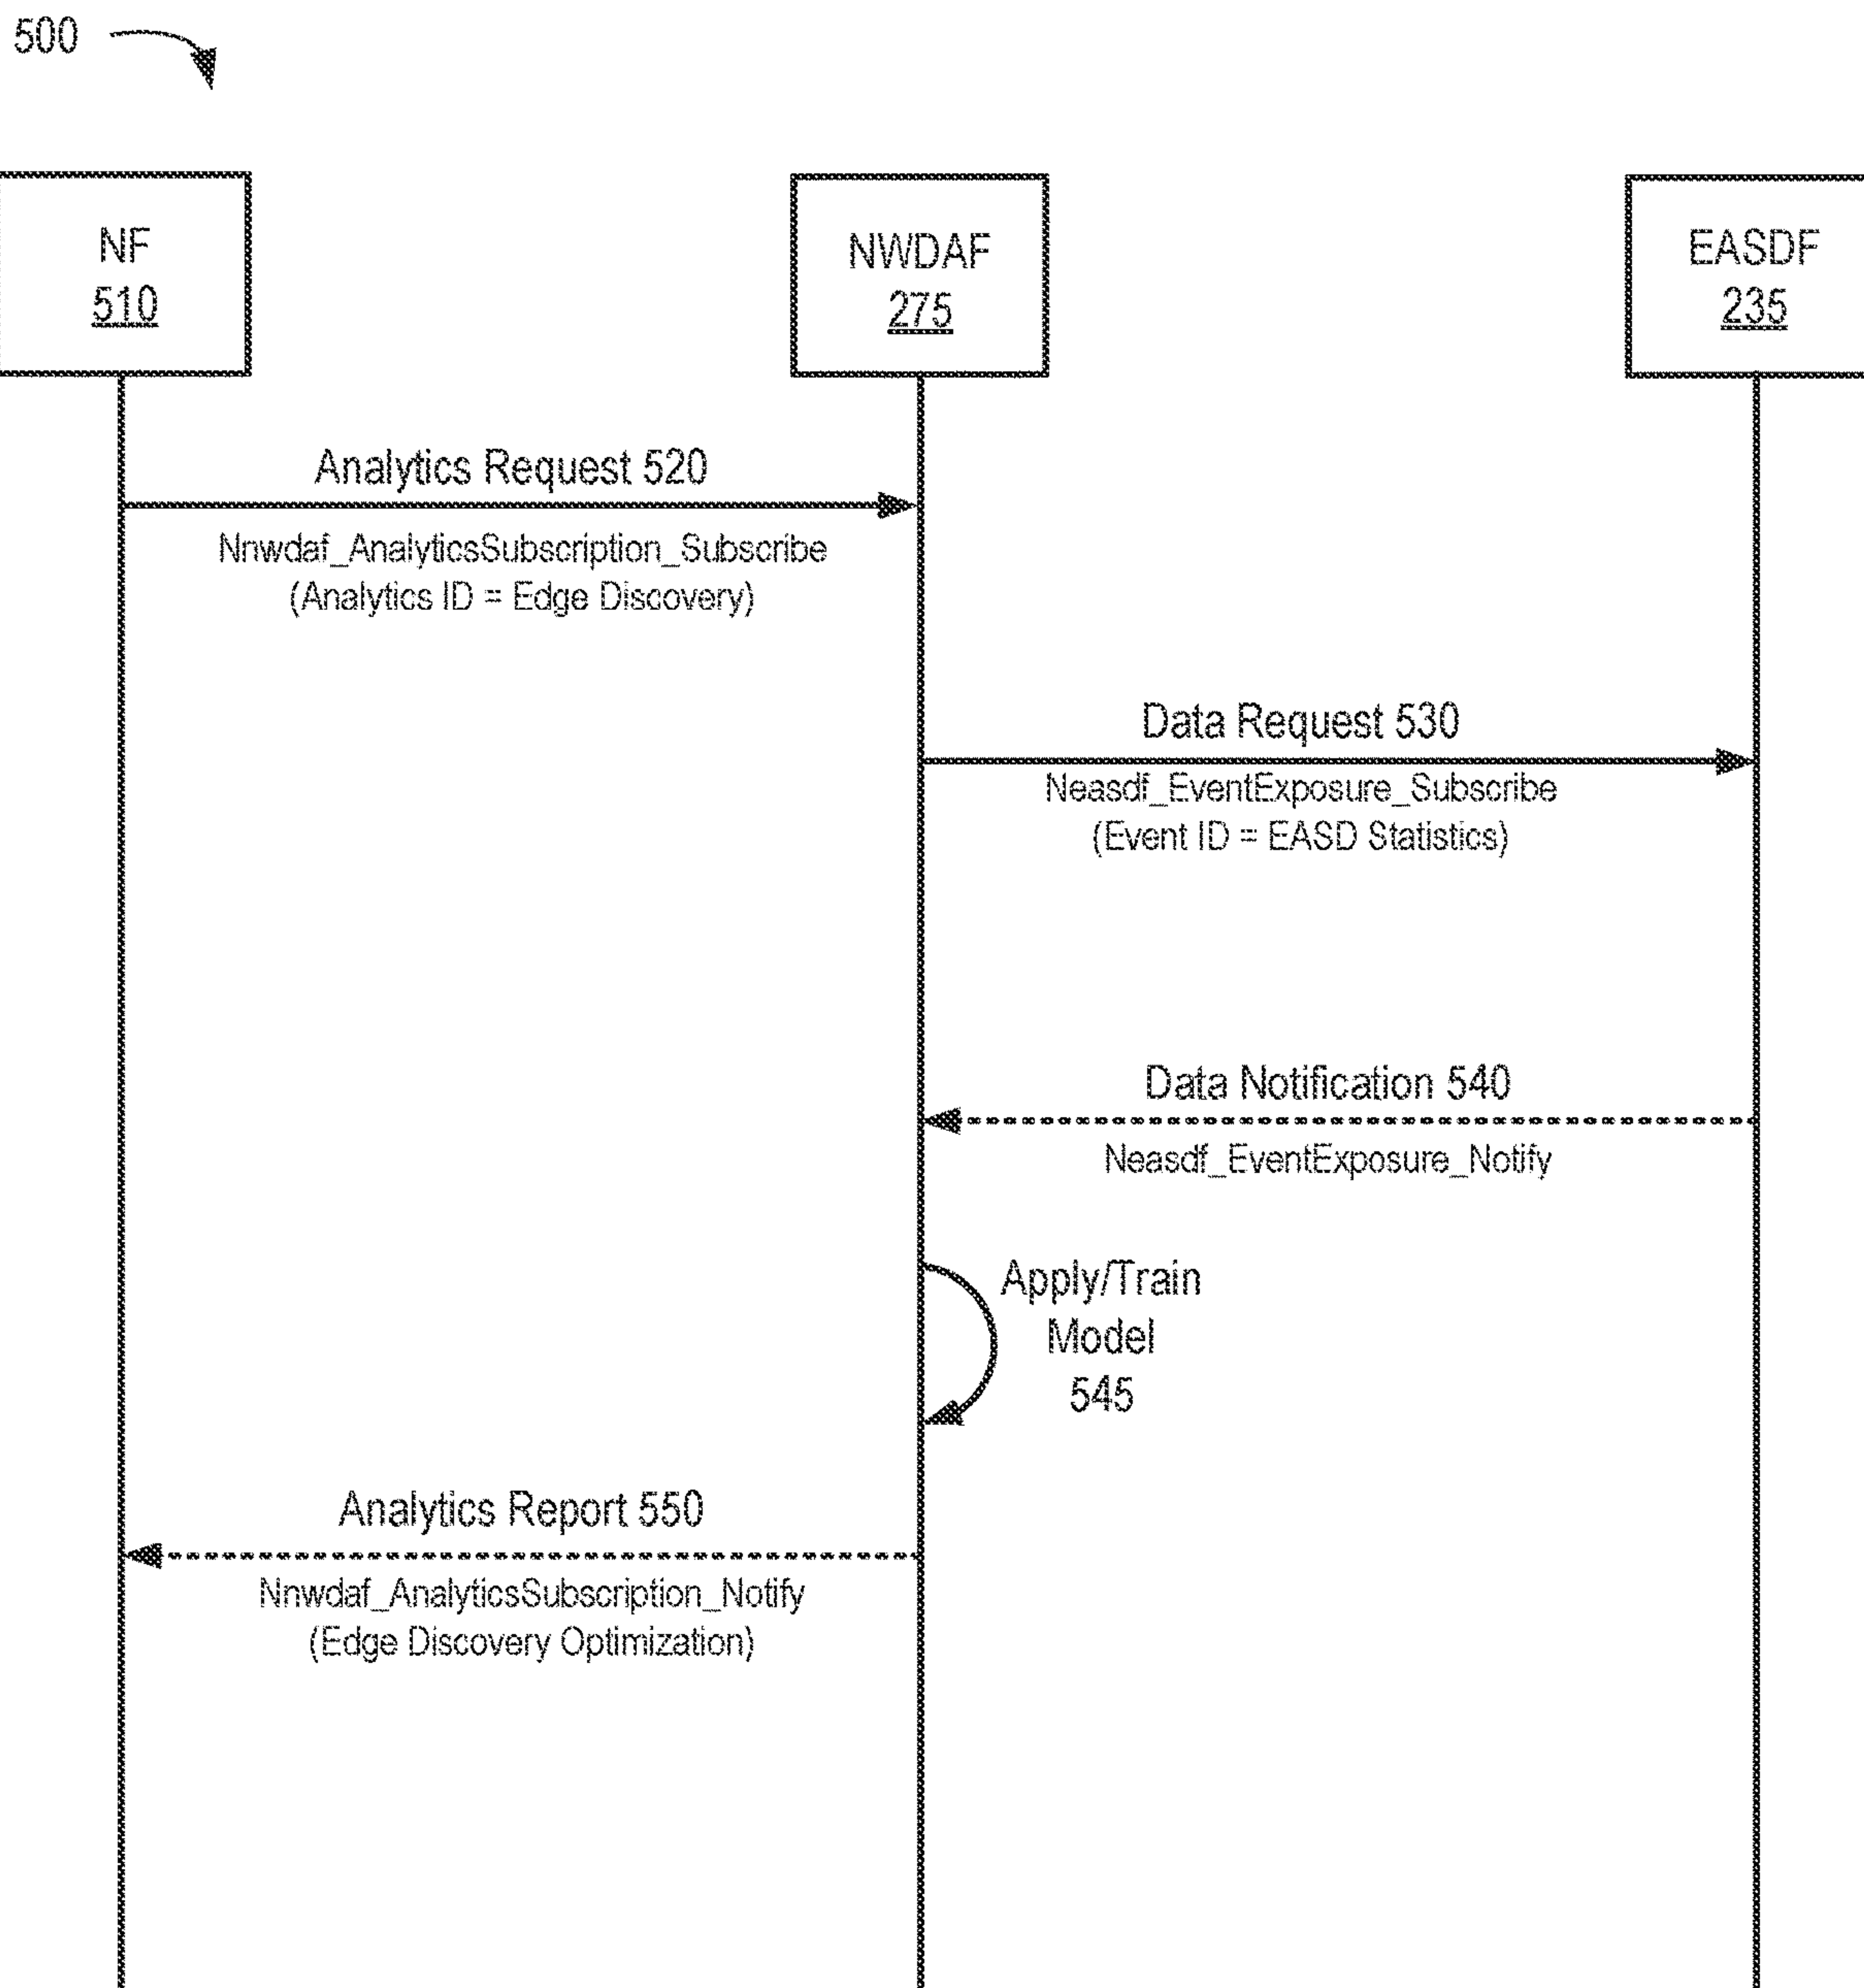 500
NF
510
NWDAF
275
EASDF
235
Analytics Request 520
Nnwdaf_AnalyticsSubscription_Subscribe
(Analytics ID = Edge Discovery)
Data Request 530
Neasdf_EventExposure_Subscribe
(Event ID = EASD Statistics)
Data Notification 540
Neasdf_EventExposure_Notify
Apply/Train
Model
545
Analytics Report 550
Nnwdaf_AnalyticsSubscription_Notify
(Edge Discovery Optimization)